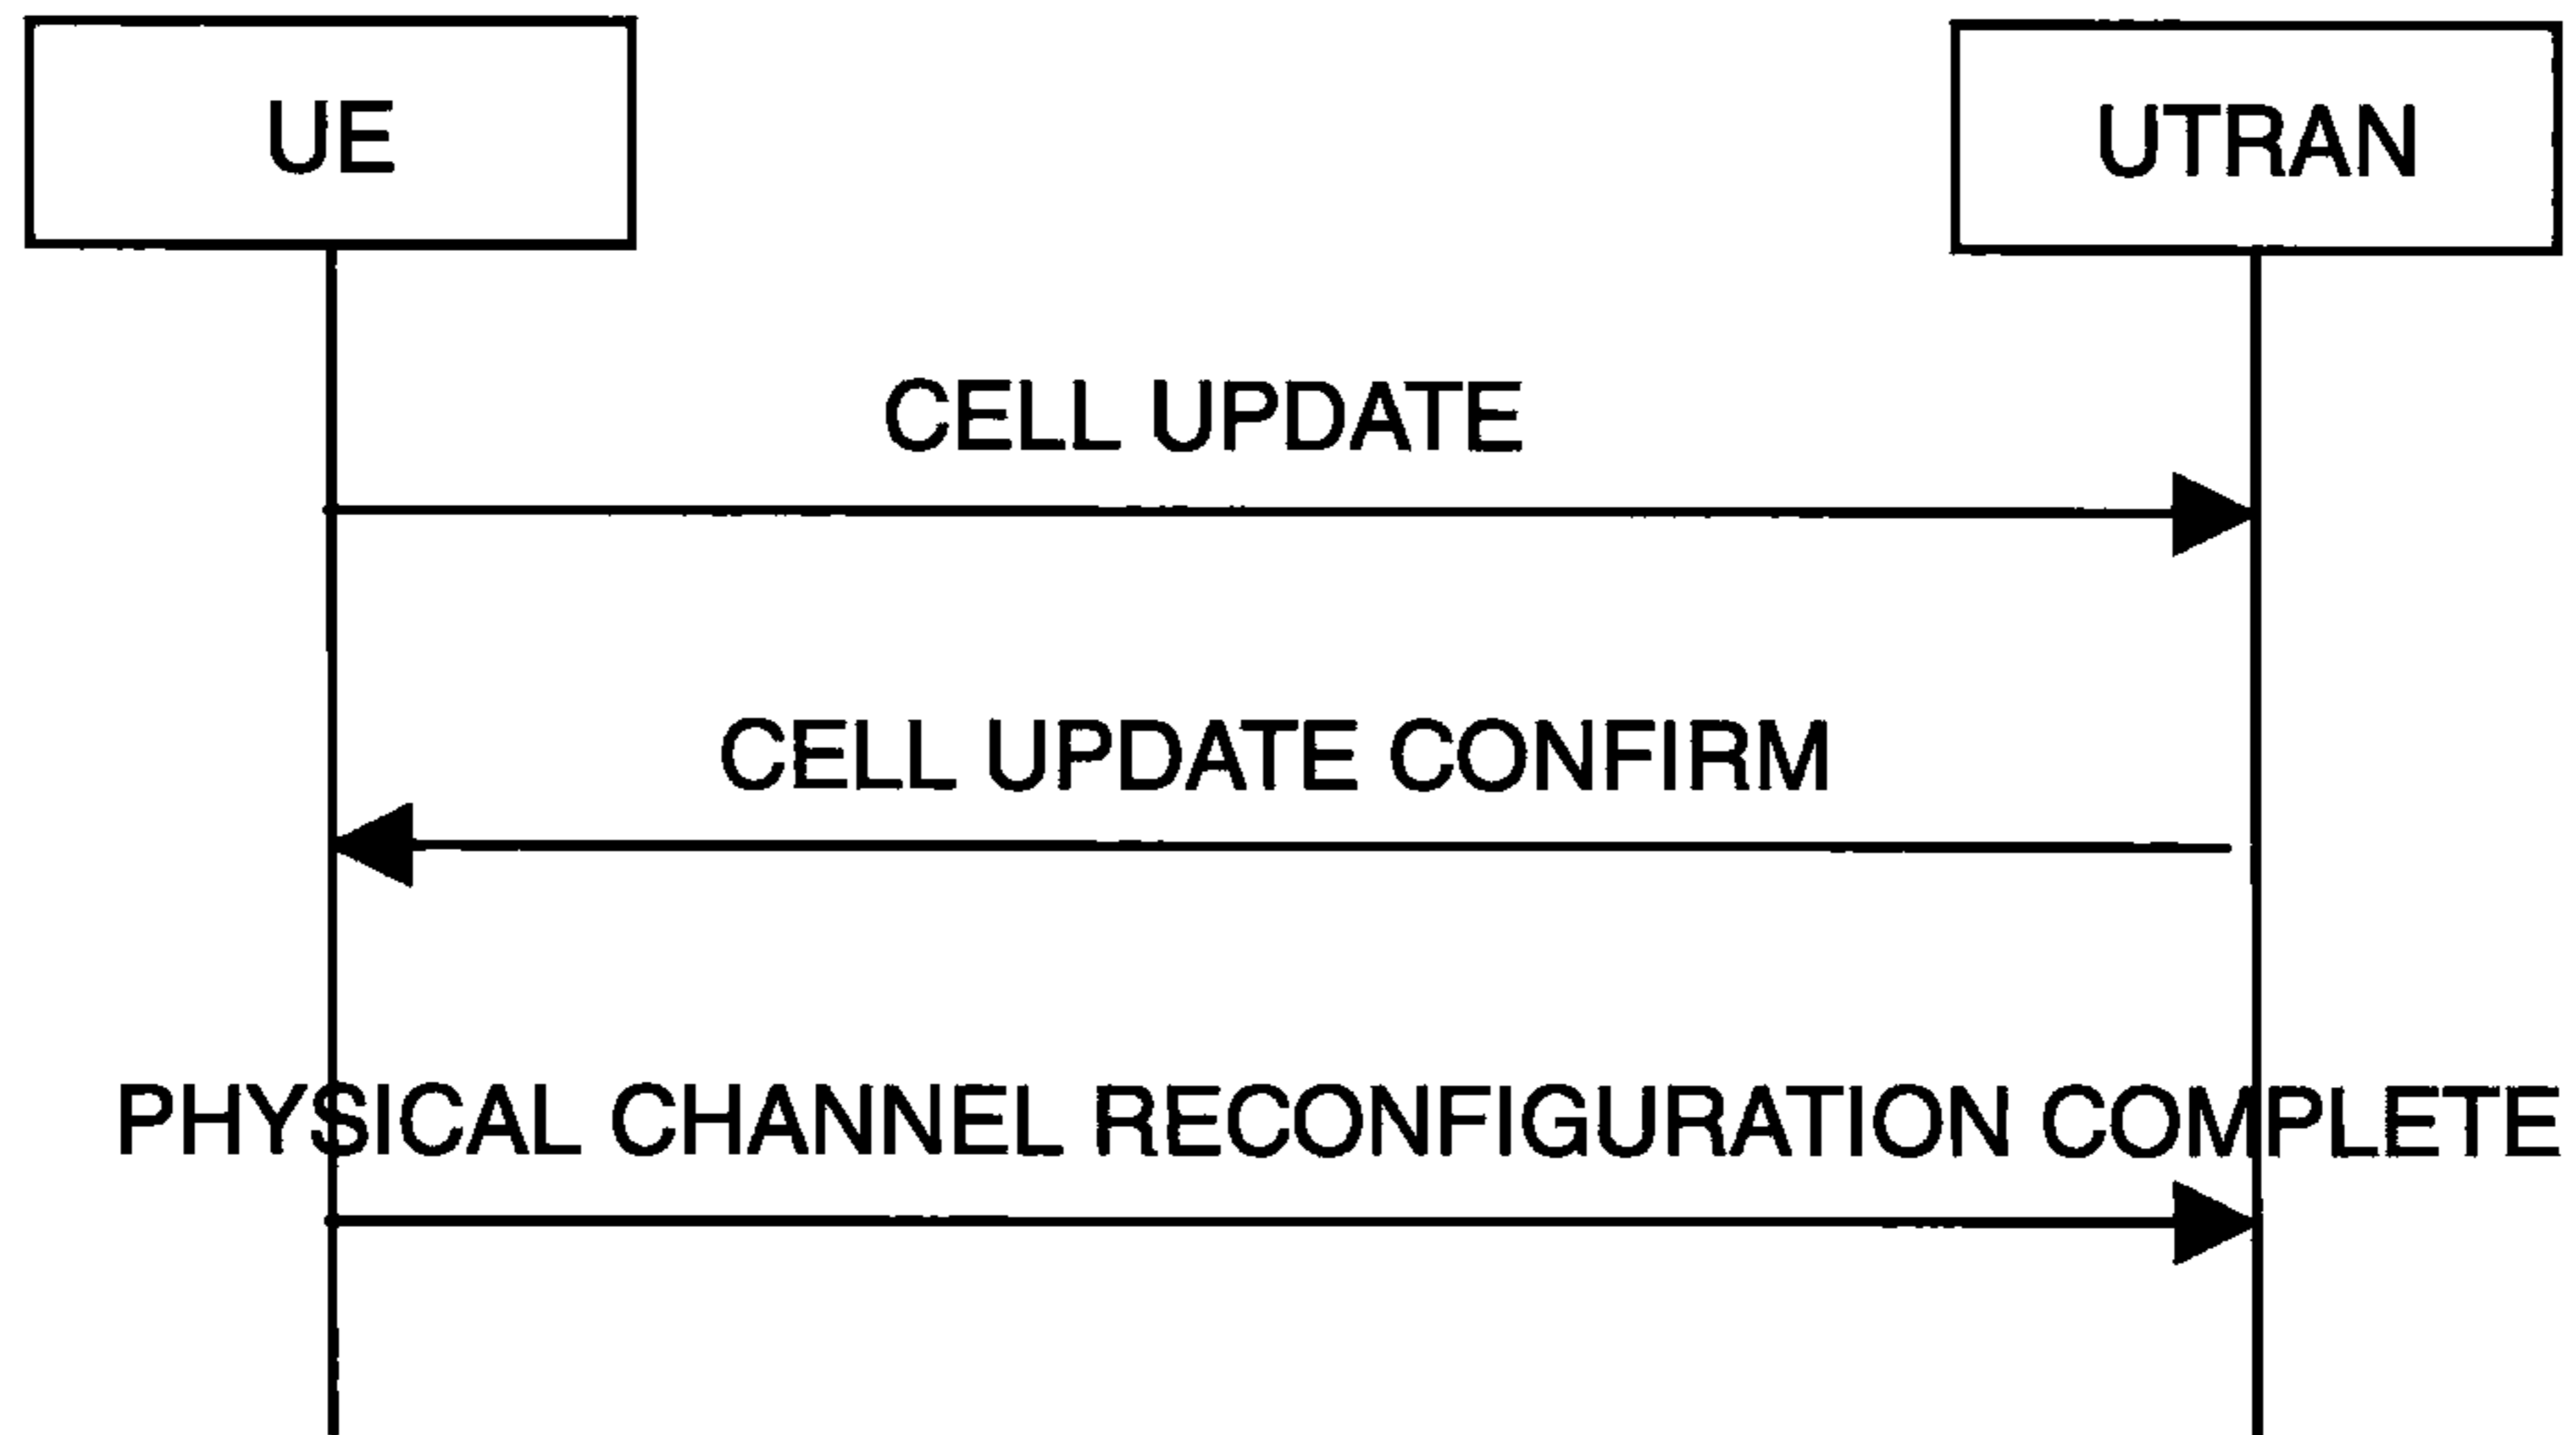 UE
UTRAN
CELL UPDATE
CELL UPDATE CONFIRM
PHYSICAL CHANNEL RECONFIGURATION COMPLETE